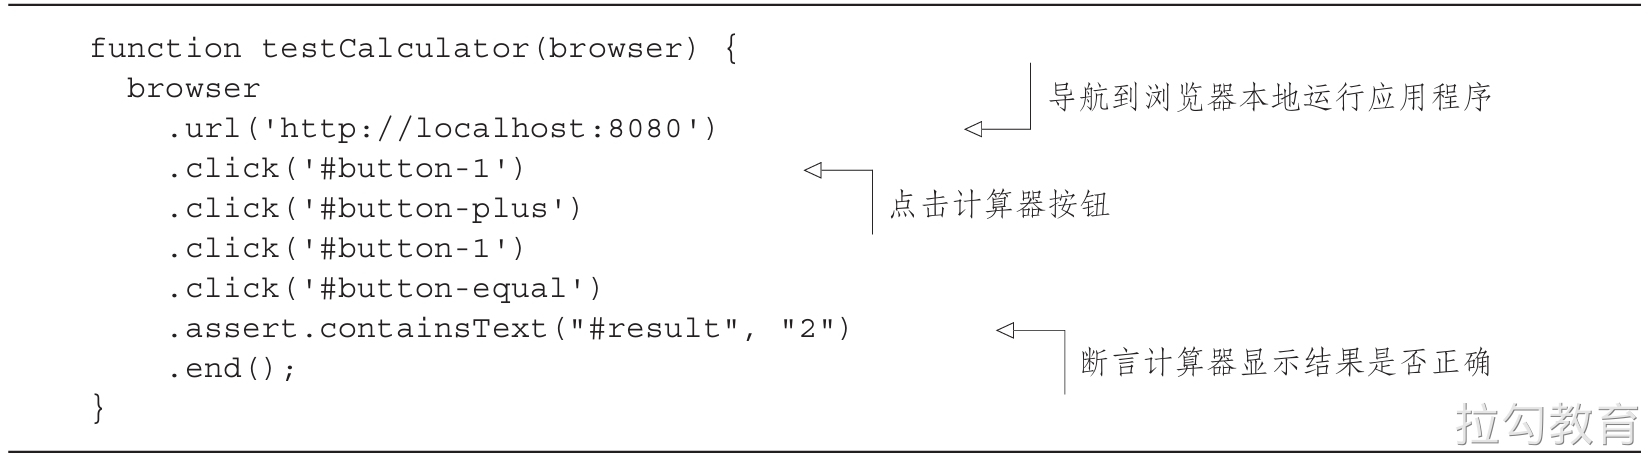 function testCalculator(browser) {
browser
.url('http://localhost:8080')
导航到浏览器本地运行应用程序
.click('#button-1')
.click('#button-plus')
点击计算器按钮
.click('#button-1')
.click('#button-equal')
.assert.containsText("#result", "2")
.end();
断言计算器显示结果是否正确
}
拉勾教育